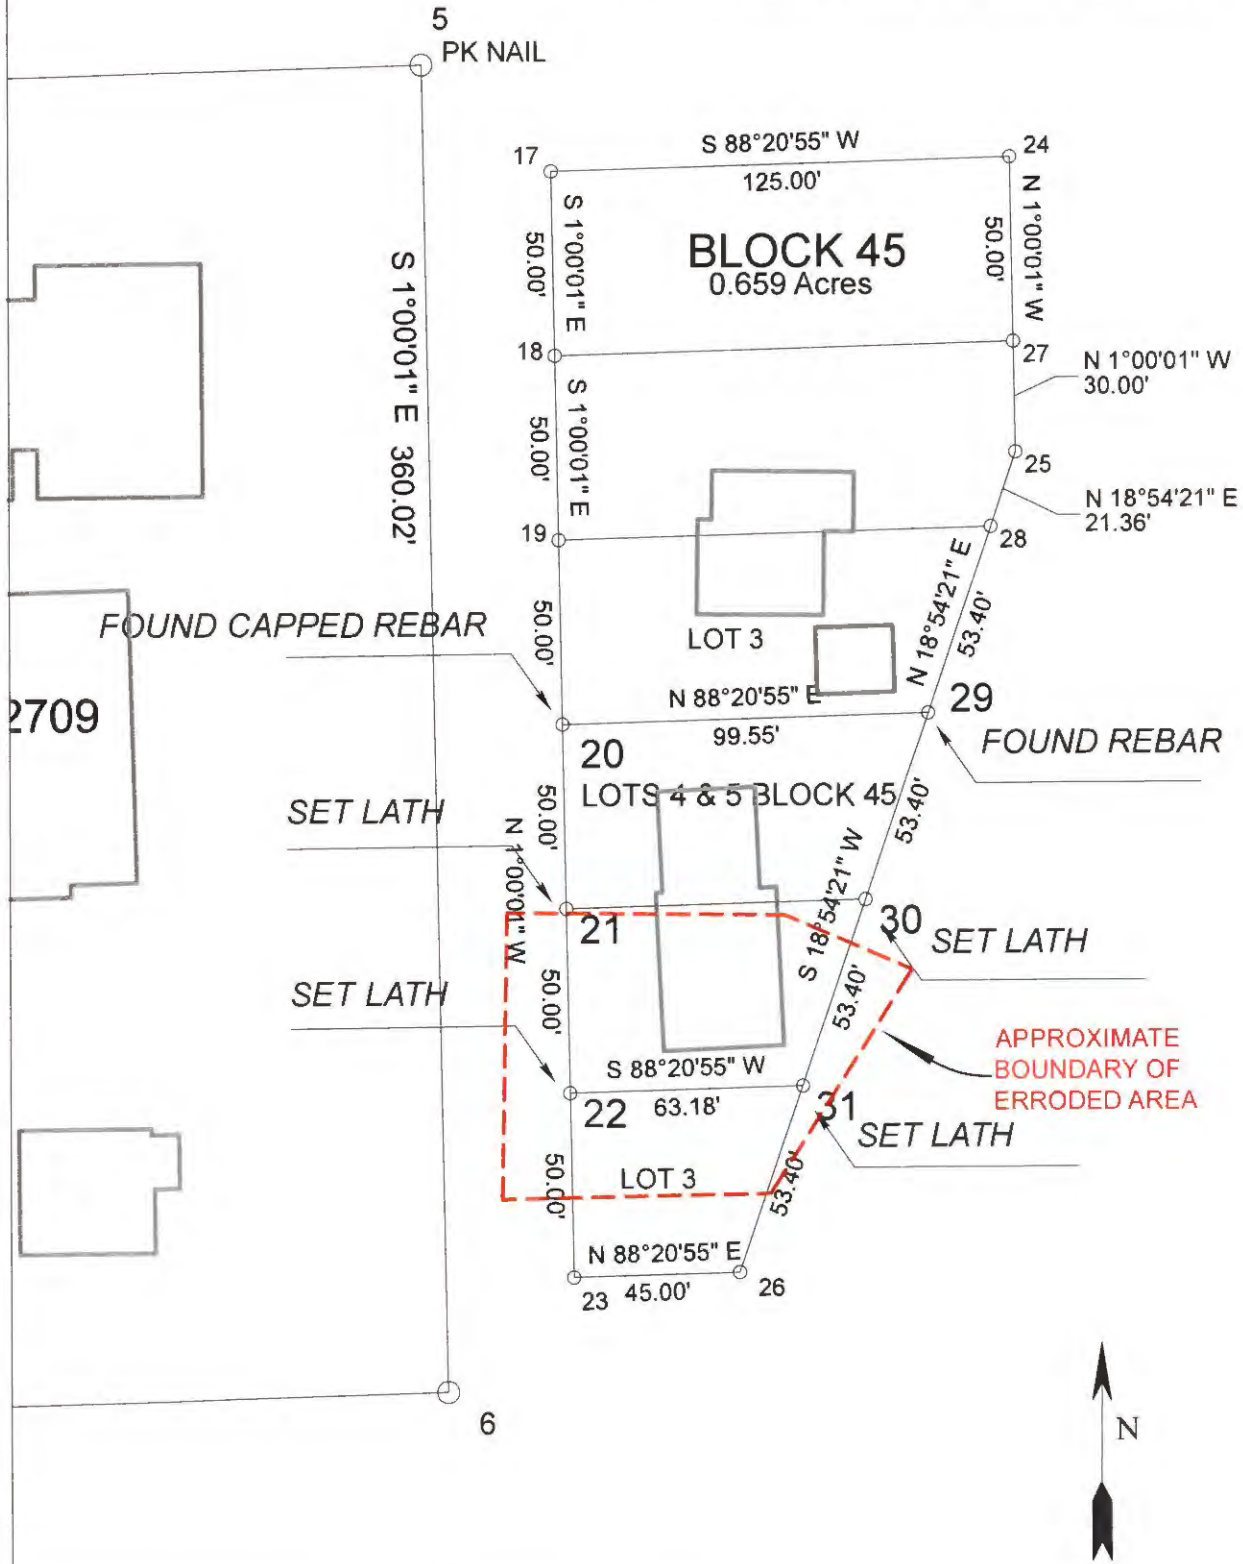 5
PK NAIL
S 88°20'55" W
17
24
125.00'
S 1°00'01" E
50.00'
N 1°00'01" W
50.00'
BLOCK 45
0.659 Acres
S 1°00'01" E 360.02'
18
27
N 1°00'01" W
30.00'
S 1°00'01" E
50.00'
25
N 18°54'21" E
21.36'
19
28
N 18°54'21" E
53.40'
50.00'
FOUND CAPPED REBAR
LOT 3
N 88°20'55" E
99.55'
29
2709
FOUND REBAR
20
LOTS 4 & 5 BLOCK 45
SET LATH
50.00'
N 1°00'01" W
53.40'
S 18°54'21" W
21
30
SET LATH
SET LATH
50.00'
53.40'
APPROXIMATE
BOUNDARY OF
ERRODED AREA
S 88°20'55" W
63.18'
22
31
SET LATH
50.00'
LOT 3
53.40'
N 88°20'55" E
45.00'
23
26
6
N